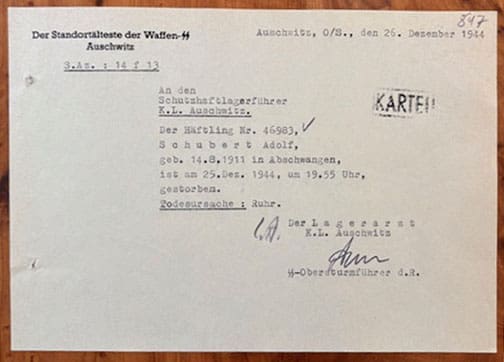 847
Der Standortälteste der Waffen-SS
Auschwitz
Auschwitz, O/S., den 26. Dezember 1944
S.Az. : 14 f 13
An den
Schutzhaftlagerführer
K.L. Auschwitz.
KARTEI
Der Häftling Nr. 46983,
S c h u b e r t Adolf,
geb. 14.8.1911 in Abschwangen,
ist am 25.Dez. 1944, um 19.55 Uhr,
gestorben.
Todesursache : Ruhr.
Der L a g e r a r z t
K.L. Auschwitz
SS-Obersturmführer d.R.